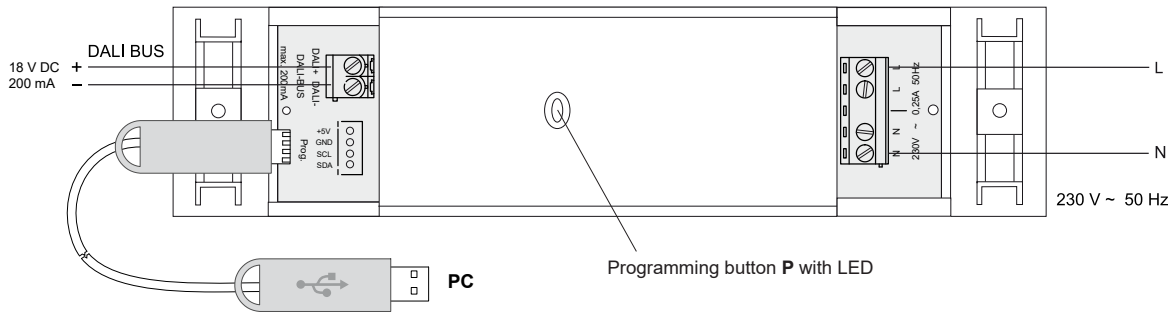 DALI BUS
18 V DC +
200 mA –
max. 200mA
DALI-BUS
DALI+ DALI-
Prog.
+5V
GND
SCL
SDA
L
L
N
N
230V ~ 0,25A 50Hz
L
N
230 V ~ 50 Hz
Programming button P with LED
PC